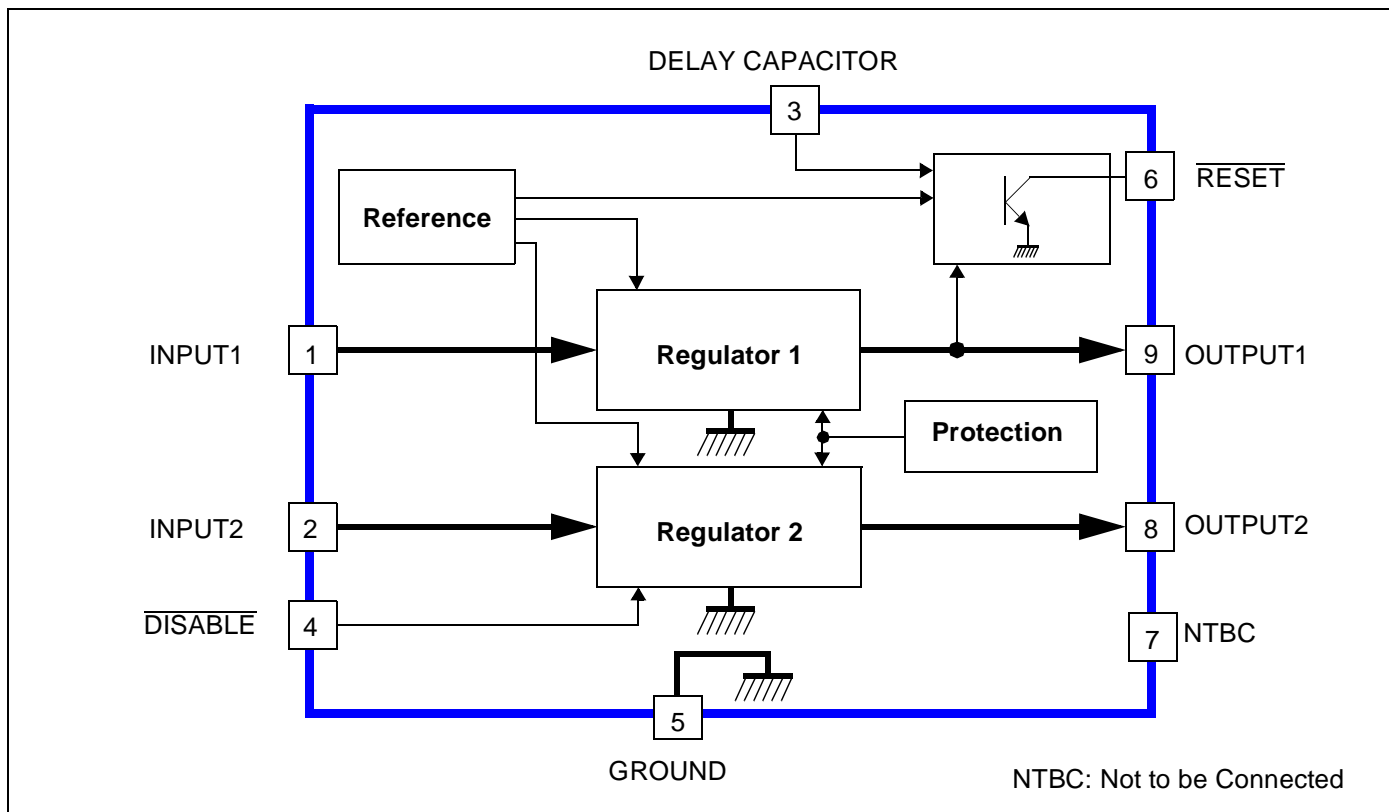 DELAY CAPACITOR
3
6
RESET
Reference
INPUT1
1
Regulator 1
9
OUTPUT1
Protection
INPUT2
2
Regulator 2
8
OUTPUT2
DISABLE
4
7
NTBC
5
GROUND
NTBC: Not to be Connected